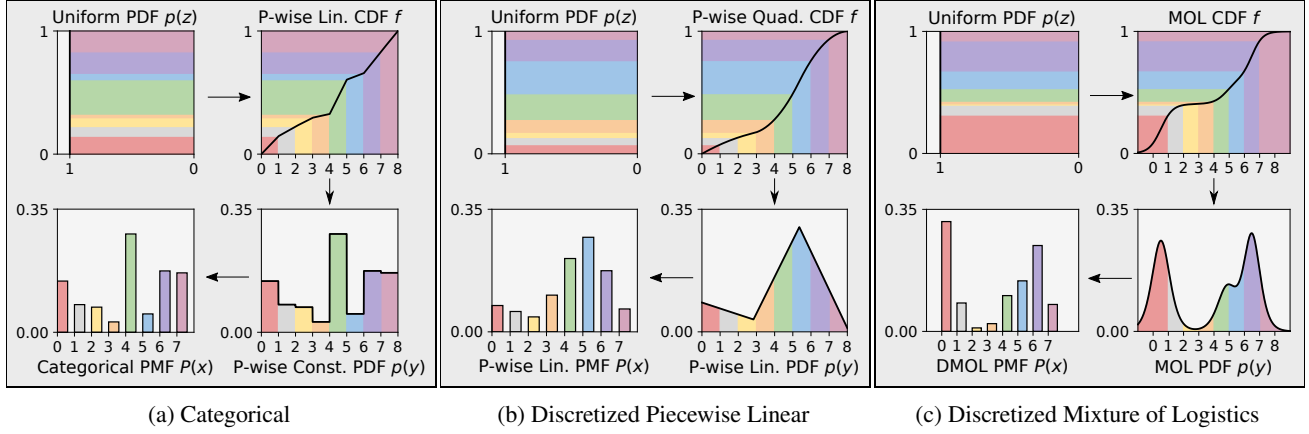 Uniform PDF p(z)
P-wise Lin. CDF f
1
0
1
0
1
0
0 1 2 3 4 5 6 7 8
0.35
0.00
0 1 2 3 4 5 6 7
Categorical PMF P(x)
0.35
0.00
0 1 2 3 4 5 6 7 8
P-wise Const. PDF p(y)
(a) Categorical
Uniform PDF p(z)
P-wise Quad. CDF f
1
0
1
0
1
0
0 1 2 3 4 5 6 7 8
0.35
0.00
0 1 2 3 4 5 6 7
P-wise Lin. PMF P(x)
0.35
0.00
0 1 2 3 4 5 6 7 8
P-wise Lin. PDF p(y)
(b) Discretized Piecewise Linear
Uniform PDF p(z)
MOL CDF f
1
0
1
0
1
0
0 1 2 3 4 5 6 7 8
0.35
0.00
0 1 2 3 4 5 6 7
DMOL PMF P(x)
0.35
0.00
0 1 2 3 4 5 6 7 8
MOL PDF p(y)
(c) Discretized Mixture of Logistics